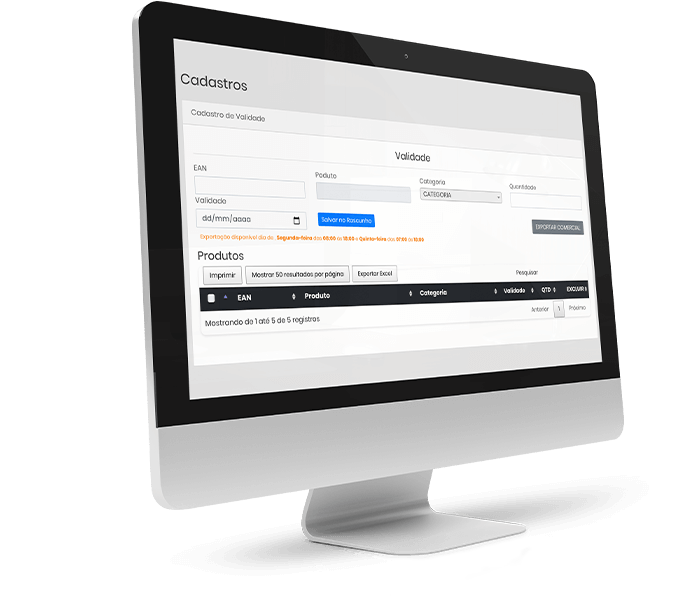 Cadastros
Cadastro de Validade
Validade
EAN
Poduto
Categoria
Quantidade
CATEGORIA
Validade
dd/mm/aaaa
Salvar no Rascunho
EXPORTAR COMERCIAL
Exportação disponível dia de: Segunda-feira das 06:00 às 10:00 e Quinta-feira das 07:00 às 10:00
Produtos
Imprimir
Mostrar 50 resultados por página
Exportar Excel
Pesquisar
EAN Produto Categoria Validade QTD EXCLUIR
Mostrando de 1 até 5 de 5 registros
Anterior 1 Próximo